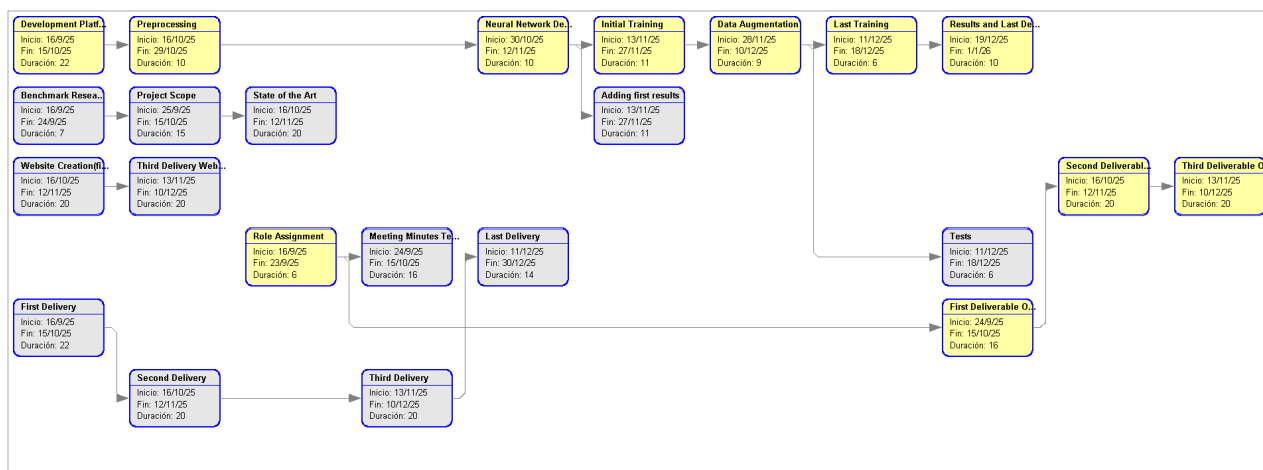 Development Platf...
Inicio: 16/9/25
Fin: 15/10/25
Duración: 22
Preprocessing
Inicio: 16/10/25
Fin: 29/10/25
Duración: 10
Neural Network De...
Inicio: 30/10/25
Fin: 12/11/25
Duración: 10
Initial Training
Inicio: 13/11/25
Fin: 27/11/25
Duración: 11
Data Augmentation
Inicio: 28/11/25
Fin: 10/12/25
Duración: 9
Last Training
Inicio: 11/12/25
Fin: 18/12/25
Duración: 6
Results and Last De...
Inicio: 19/12/25
Fin: 1/1/26
Duración: 10
Benchmark Resea...
Inicio: 16/9/25
Fin: 24/9/25
Duración: 7
Project Scope
Inicio: 25/9/25
Fin: 15/10/25
Duración: 15
State of the Art
Inicio: 16/10/25
Fin: 12/11/25
Duración: 20
Adding first results
Inicio: 13/11/25
Fin: 27/11/25
Duración: 11
Website Creation(fi...
Inicio: 16/10/25
Fin: 12/11/25
Duración: 20
Third Delivery Web...
Inicio: 13/11/25
Fin: 10/12/25
Duración: 20
Second Deliverabl...
Inicio: 16/10/25
Fin: 12/11/25
Duración: 20
Third Deliverable O
Inicio: 13/11/25
Fin: 10/12/25
Duración: 20
Role Assignment
Inicio: 16/9/25
Fin: 23/9/25
Duración: 6
Meeting Minutes Te...
Inicio: 24/9/25
Fin: 15/10/25
Duración: 16
Last Delivery
Inicio: 11/12/25
Fin: 30/12/25
Duración: 14
Tests
Inicio: 11/12/25
Fin: 18/12/25
Duración: 6
First Delivery
Inicio: 16/9/25
Fin: 15/10/25
Duración: 22
First Deliverable O...
Inicio: 24/9/25
Fin: 15/10/25
Duración: 16
Second Delivery
Inicio: 16/10/25
Fin: 12/11/25
Duración: 20
Third Delivery
Inicio: 13/11/25
Fin: 10/12/25
Duración: 20